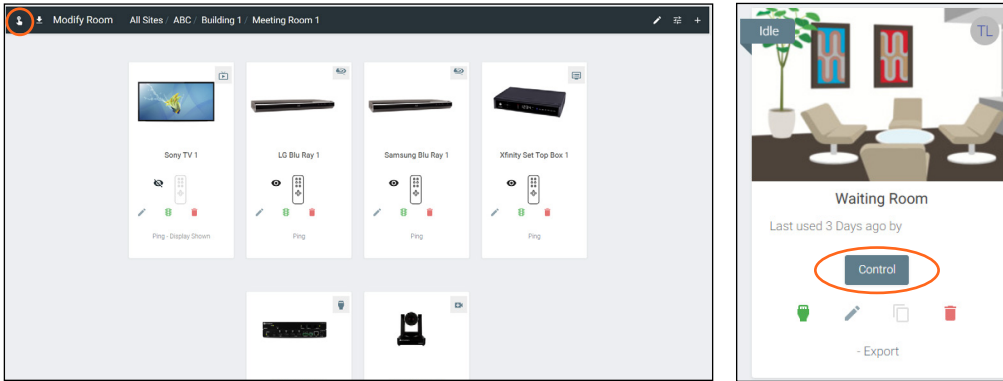 Modify Room All Sites / ABC / Building 1 / Meeting Room 1
Sony TV 1
LG Blu Ray 1
Samsung Blu Ray 1
Xfinity Set Top Box 1
Ping - Display Shown
Ping
Ping
Ping
Idle
TL
Waiting Room
Last used 3 Days ago by
Control
- Export